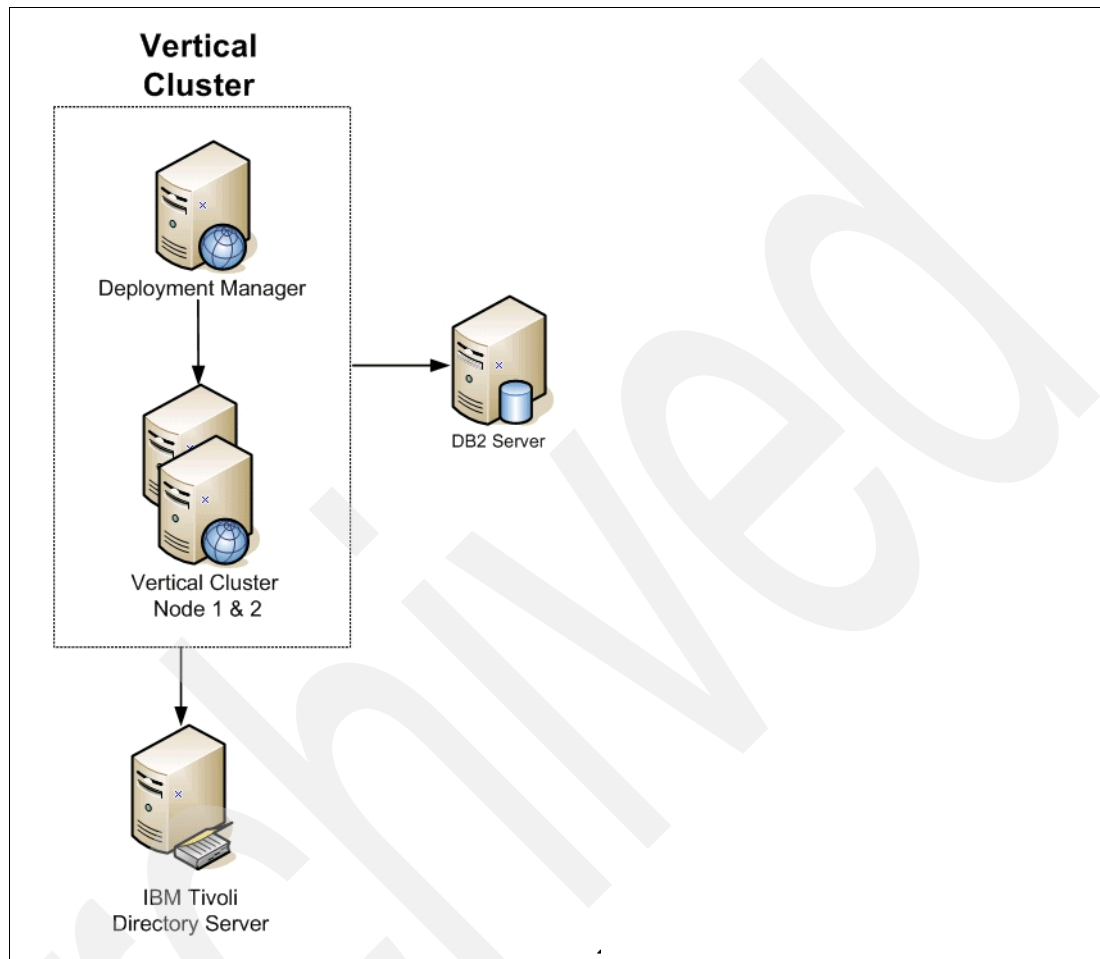 Vertical
Cluster
Deployment Manager
DB2 Server
Vertical Cluster
Node 1 & 2
IBM Tivoli
Directory Server